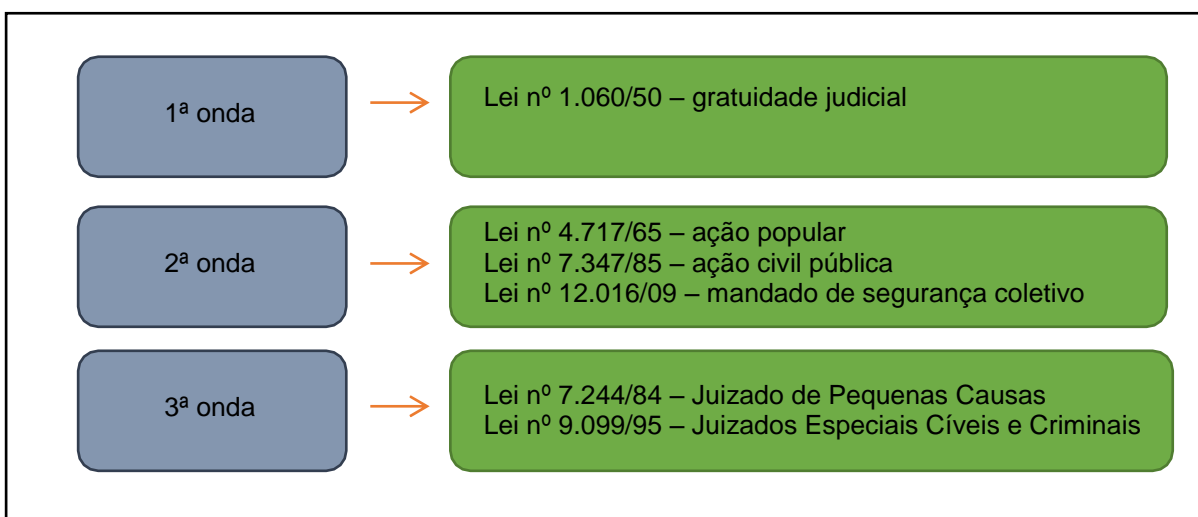 1ª onda
Lei nº 1.060/50 – gratuidade judicial
2ª onda
Lei nº 4.717/65 – ação popular
Lei nº 7.347/85 – ação civil pública
Lei nº 12.016/09 – mandado de segurança coletivo
3ª onda
Lei nº 7.244/84 – Juizado de Pequenas Causas
Lei nº 9.099/95 – Juizados Especiais Cíveis e Criminais